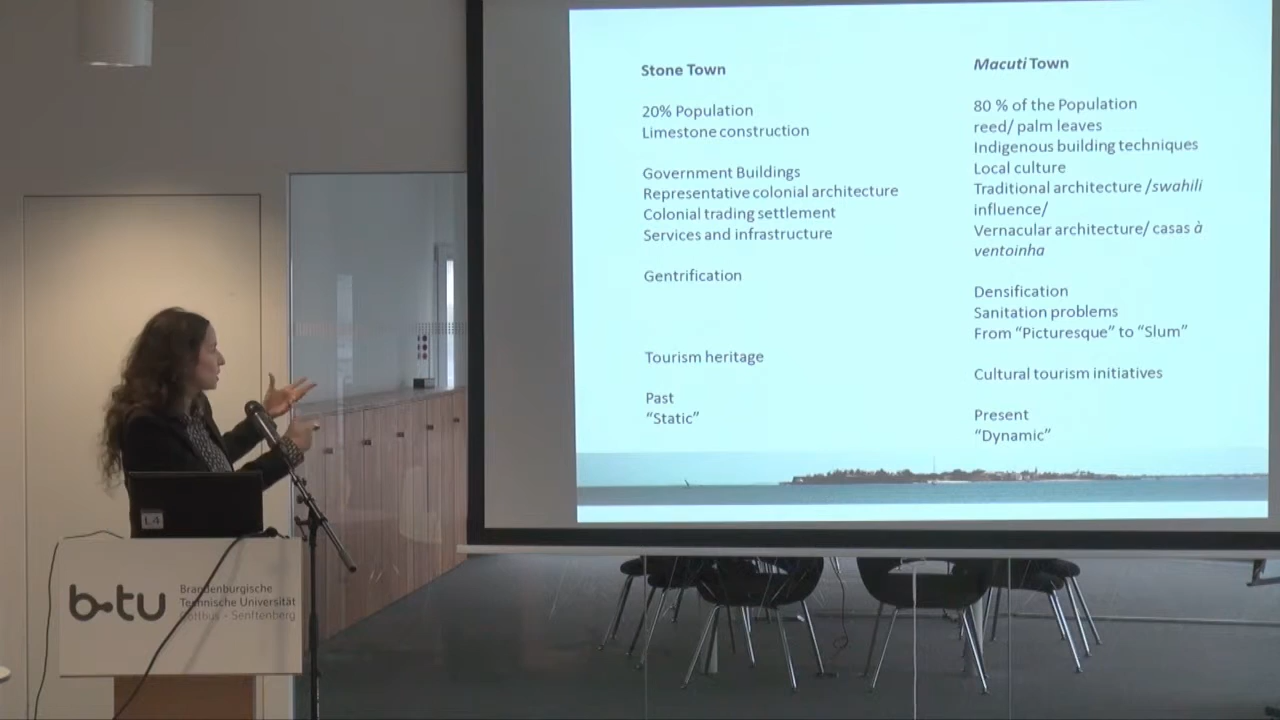 Stone Town
20% Population
Limestone construction
Government Buildings
Representative colonial architecture
Colonial trading settlement
Services and infrastructure
Gentrification
Tourism heritage
Past
“Static”
Macuti Town
80 % of the Population
reed/ palm leaves
Indigenous building techniques
Local culture
Traditional architecture /swahili
influence/
Vernacular architecture/ casas à
ventoinha
Densification
Sanitation problems
From “Picturesque” to “Slum”
Cultural tourism initiatives
Present
“Dynamic”
L4
b-tu
Brandenburgische
Technische Universität
Cottbus - Senftenberg